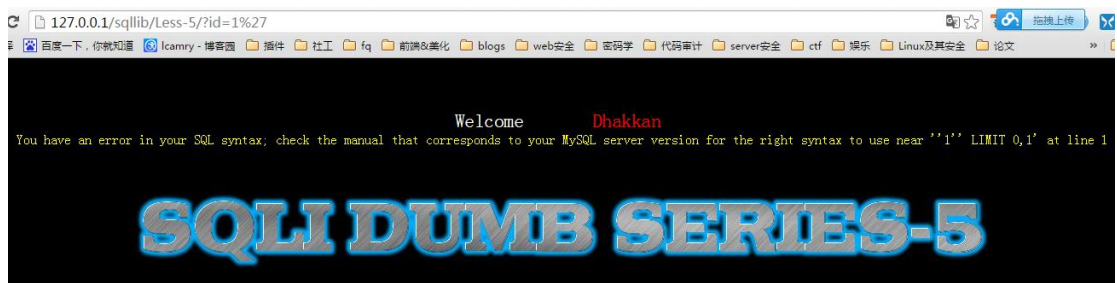 127.0.0.1/sqllib/Less-5/?id=1%27
拖拽上传
百度一下,你就知道 lcamry - 博客园 插件 社工 fq 前端&美化 blogs web安全 密码学 代码审计 server安全 ctf 娱乐 Linux及其安全 论文 »
Welcome Dhakkan
You have an error in your SQL syntax; check the manual that corresponds to your MySQL server version for the right syntax to use near ''1'' LIMIT 0,1' at line 1
SQLI DUMB SERIES-5